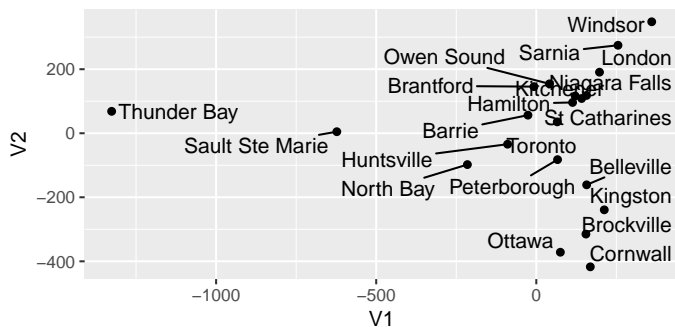 Windsor
Sarnia
London
Owen Sound
Niagara Falls
Brantford
Kitchener
Hamilton
St Catharines
Barrie
Thunder Bay
Sault Ste Marie
Toronto
Huntsville
North Bay
Peterborough
Belleville
Kingston
Brockville
Ottawa
Cornwall
200
0
−200
−400
V2
−1000
−500
0
V1